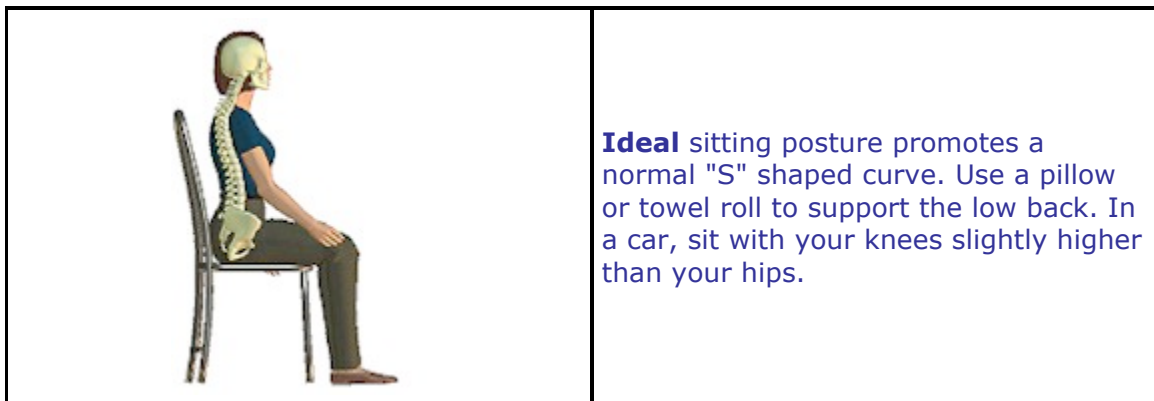 Ideal sitting posture promotes a
normal "S" shaped curve. Use a pillow
or towel roll to support the low back. In
a car, sit with your knees slightly higher
than your hips.